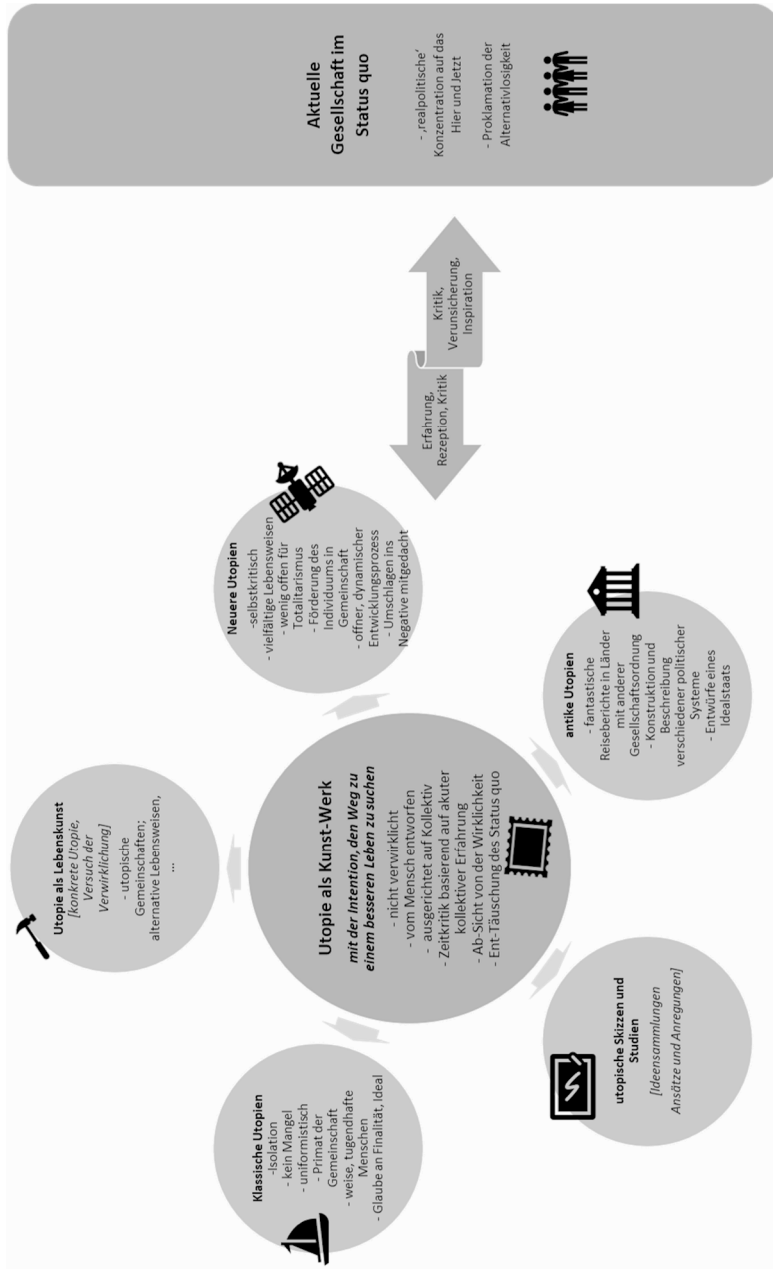 Utopie als Kunst-Werk
mit der Intention, den Weg zu
einem besseren Leben zu suchen
- nicht verwirklicht
- vom Mensch entworfen
- ausgerichtet auf Kollektiv
- Zeitkritik basierend auf akuter
kollektiver Erfahrung
- Ab-Sicht von der Wirklichkeit
- Ent-Täuschung des Status quo
Utopie als Lebenskunst
[konkrete Utopie,
Versuch der
Verwirklichung]
- utopische
Gemeinschaften;
alternative Lebensweisen,
...
Neuere Utopien
-selbstkritisch
- vielfältige Lebensweisen
- wenig offen für
Totalitarismus
- Förderung des
Individuums in
Gemeinschaft
- offner, dynamischer
Entwicklungsprozess
- Umschlagen ins
Negative mitgedacht
antike Utopien
- fantastische
Reiseberichte in Länder
mit anderer
Gesellschaftsordnung
- Konstruktion und
Beschreibung
verschiedener politischer
Systeme
- Entwürfe eines
Idealstaats
utopische Skizzen und
Studien
[Ideensammlungen
Ansätze und Anregungen]
Klassische Utopien
-Isolation
- kein Mangel
- uniformistisch
- Primat der
Gemeinschaft
- weise, tugendhafte
Menschen
- Glaube an Finalität, Ideal
Erfahrung,
Rezeption, Kritik
Kritik,
Verunsicherung,
Inspiration
Aktuelle
Gesellschaft im
Status quo
- ‚realpolitische‘
Konzentration auf das
Hier und Jetzt
- Proklamation der
Alternativlosigkeit